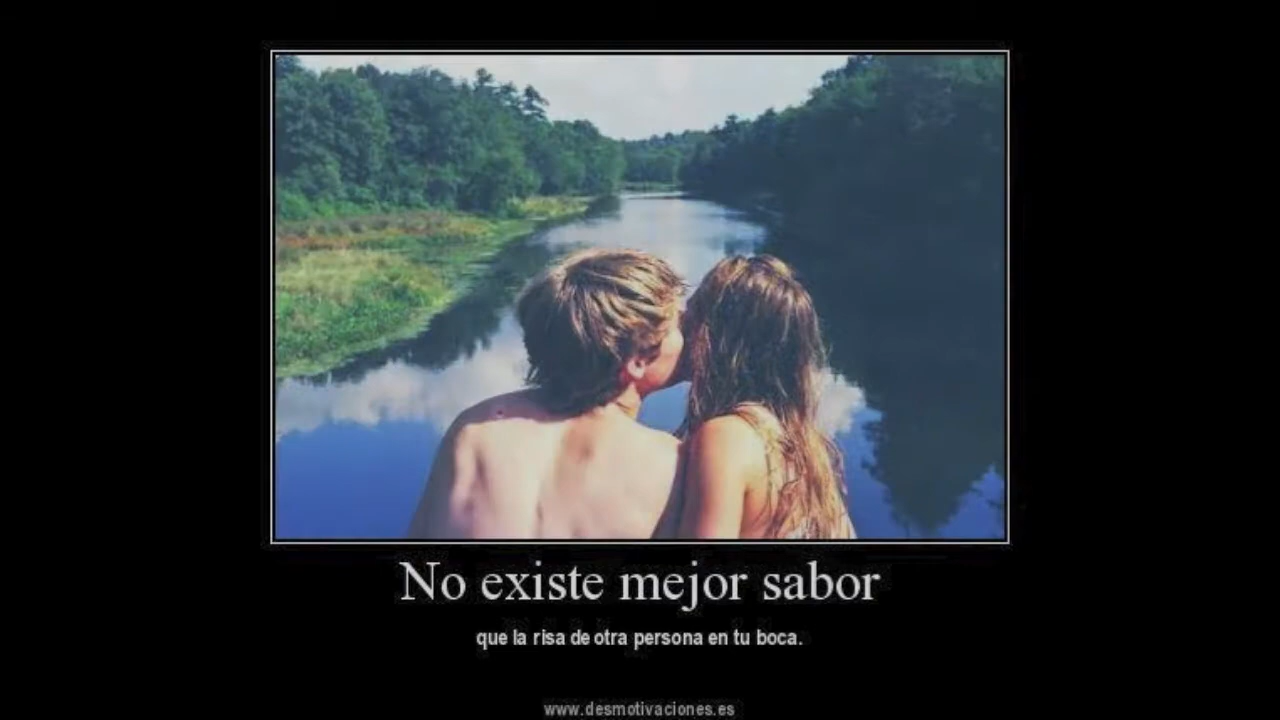 No existe mejor sabor
que la risa de otra persona en tu boca.
www.desmotivaciones.es